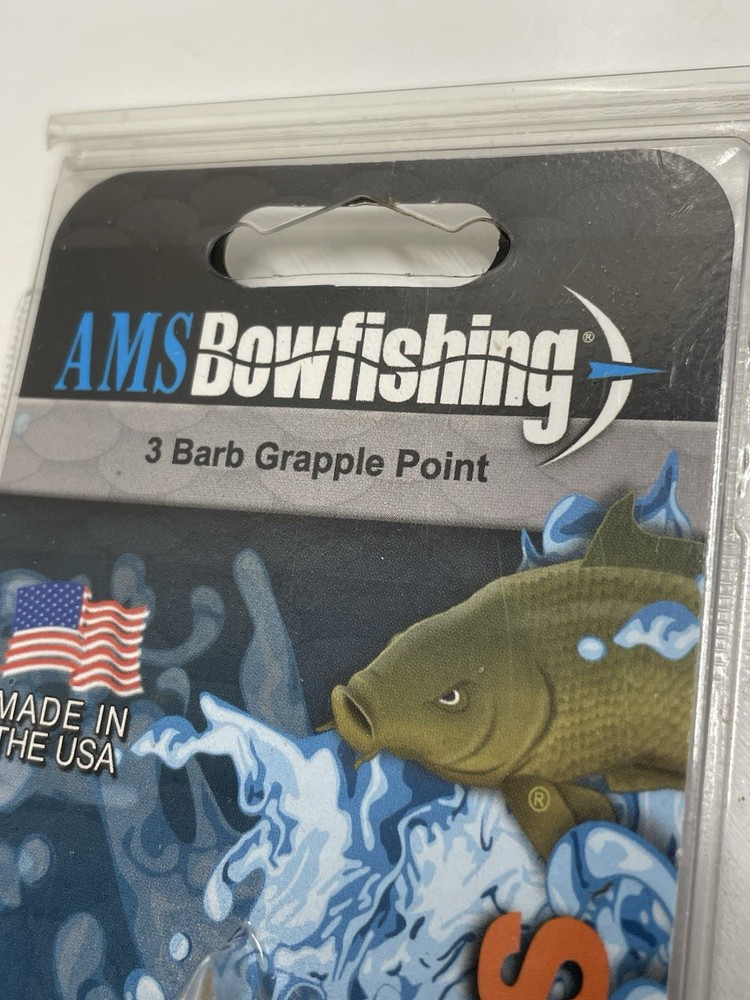 AMS Bowfishing®
3 Barb Grapple Point
MADE IN
THE USA
®
S